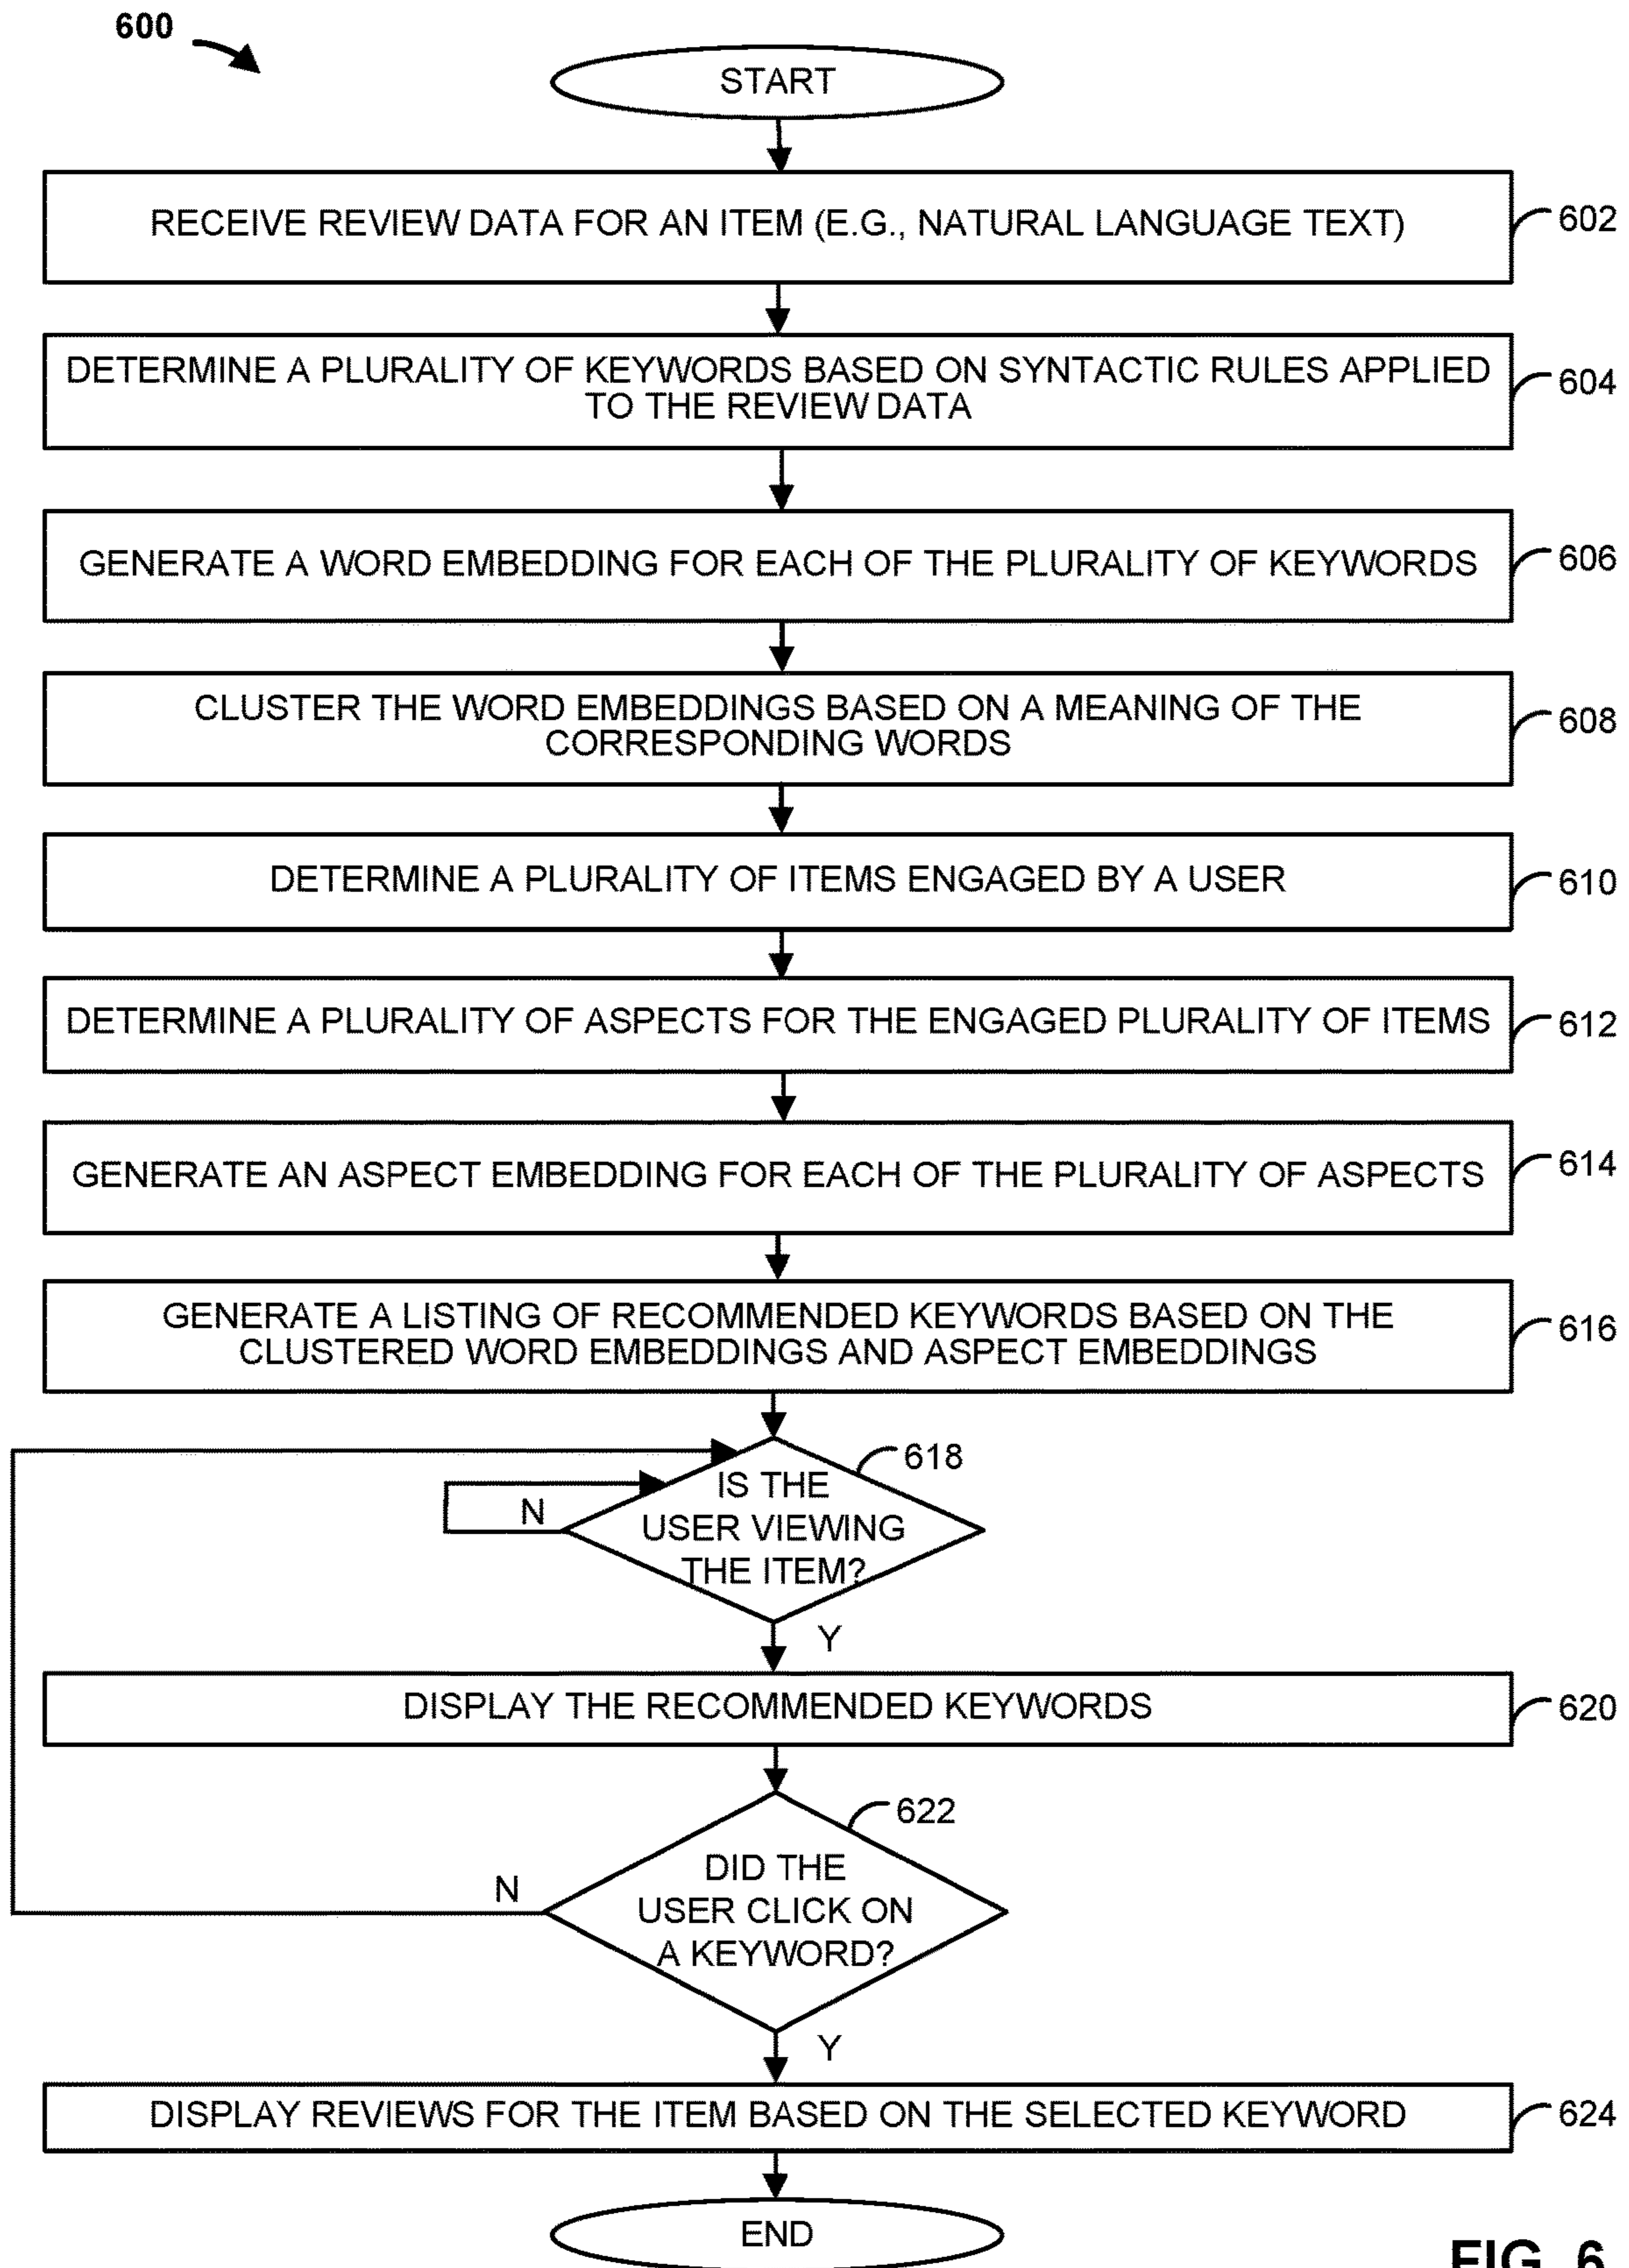 600
START
RECEIVE REVIEW DATA FOR AN ITEM (E.G., NATURAL LANGUAGE TEXT)
602
DETERMINE A PLURALITY OF KEYWORDS BASED ON SYNTACTIC RULES APPLIED
TO THE REVIEW DATA
604
GENERATE A WORD EMBEDDING FOR EACH OF THE PLURALITY OF KEYWORDS
606
CLUSTER THE WORD EMBEDDINGS BASED ON A MEANING OF THE
CORRESPONDING WORDS
608
DETERMINE A PLURALITY OF ITEMS ENGAGED BY A USER
610
DETERMINE A PLURALITY OF ASPECTS FOR THE ENGAGED PLURALITY OF ITEMS
612
GENERATE AN ASPECT EMBEDDING FOR EACH OF THE PLURALITY OF ASPECTS
614
GENERATE A LISTING OF RECOMMENDED KEYWORDS BASED ON THE
CLUSTERED WORD EMBEDDINGS AND ASPECT EMBEDDINGS
616
618
IS THE
USER VIEWING
THE ITEM?
N
Y
DISPLAY THE RECOMMENDED KEYWORDS
620
622
DID THE
USER CLICK ON
A KEYWORD?
N
Y
DISPLAY REVIEWS FOR THE ITEM BASED ON THE SELECTED KEYWORD
624
END
FIG. 6